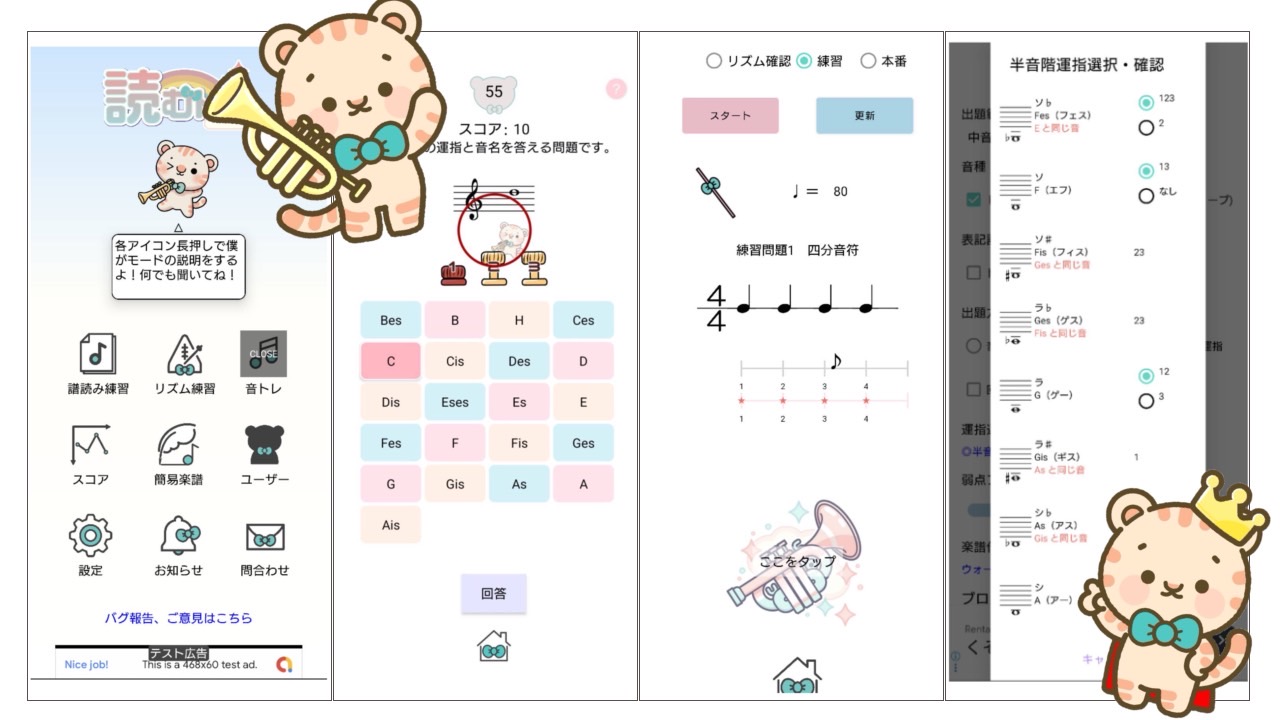 読む
各アイコン長押しで僕
がモードの説明をする
よ！何でも聞いてね！
譜読み練習
リズム練習
CLOSE
音トレ
スコア
簡易楽譜
ユーザー
設定
お知らせ
問合わせ
バグ報告、ご意見はこちら
テスト広告
Nice job!
This is a 468x60 test ad.
55
?
スコア: 10
の運指と音名を答える問題です。
1
Bes
B
H
Ces
C
Cis
Des
D
Dis
Eses
Es
E
Fes
F
Fis
Ges
G
Gis
As
A
Ais
回答
リズム確認
練習
本番
スタート
更新
♩＝ 80
練習問題1　四分音符
4
4
1 2 3 4
1 2 3 4
ここをタップ
半音階運指選択・確認
ソ♭
Fes（フェス）
Eと同じ音
123
2
ソ
F（エフ）
13
なし
ソ♯
Fis（フィス）
Gesと同じ音
23
ラ♭
Ges（ゲス）
Fisと同じ音
23
ラ
G（ゲー）
12
3
ラ♯
Gis（ギス）
Asと同じ音
1
シ♭
As（アス）
Gisと同じ音
シ
A（アー）
キャ
出題
中音
音種
ープ)
表記
出題
運指
運指
◎半
弱点
楽譜
ウォー
ブロ
Renta
くそ